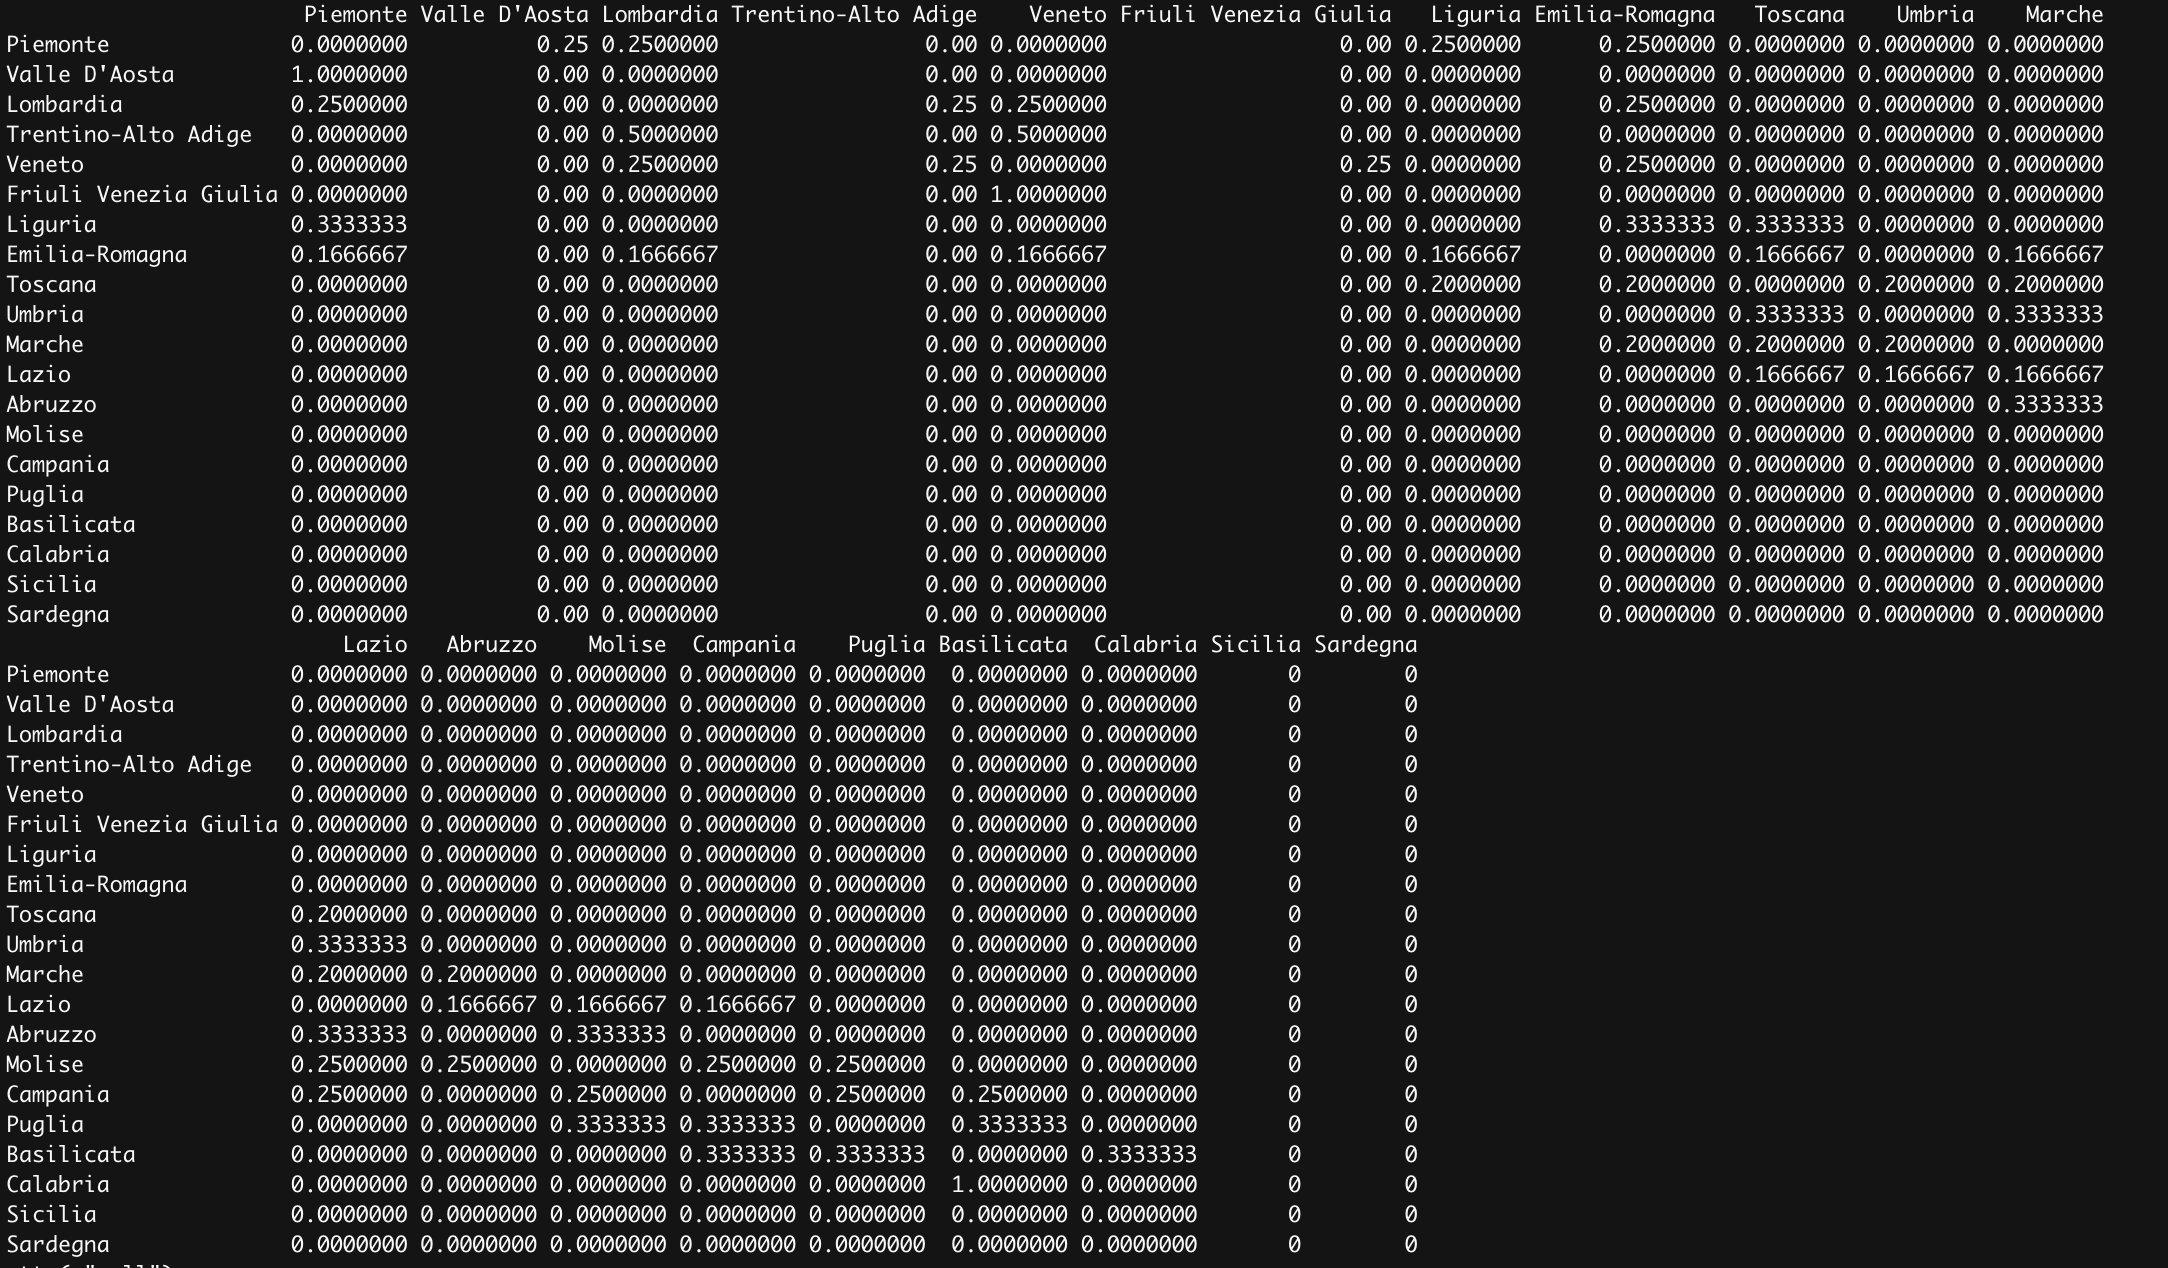 Piemonte Valle D'Aosta Lombardia Trentino-Alto Adige Veneto Friuli Venezia Giulia Liguria Emilia-Romagna Toscana Umbria Marche
Piemonte 0.0000000 0.25 0.2500000 0.00 0.0000000 0.00 0.2500000 0.2500000 0.0000000 0.0000000 0.0000000
Valle D'Aosta 1.0000000 0.00 0.0000000 0.00 0.0000000 0.00 0.0000000 0.0000000 0.0000000 0.0000000 0.0000000
Lombardia 0.2500000 0.00 0.0000000 0.25 0.2500000 0.00 0.0000000 0.2500000 0.0000000 0.0000000 0.0000000
Trentino-Alto Adige 0.0000000 0.00 0.5000000 0.00 0.5000000 0.00 0.0000000 0.0000000 0.0000000 0.0000000 0.0000000
Veneto 0.0000000 0.00 0.2500000 0.25 0.0000000 0.25 0.0000000 0.2500000 0.0000000 0.0000000 0.0000000
Friuli Venezia Giulia 0.0000000 0.00 0.0000000 0.00 1.0000000 0.00 0.0000000 0.0000000 0.0000000 0.0000000 0.0000000
Liguria 0.3333333 0.00 0.0000000 0.00 0.0000000 0.00 0.0000000 0.3333333 0.3333333 0.0000000 0.0000000
Emilia-Romagna 0.1666667 0.00 0.1666667 0.00 0.1666667 0.00 0.1666667 0.0000000 0.1666667 0.0000000 0.1666667
Toscana 0.0000000 0.00 0.0000000 0.00 0.0000000 0.00 0.2000000 0.2000000 0.0000000 0.2000000 0.2000000
Umbria 0.0000000 0.00 0.0000000 0.00 0.0000000 0.00 0.0000000 0.0000000 0.3333333 0.0000000 0.3333333
Marche 0.0000000 0.00 0.0000000 0.00 0.0000000 0.00 0.0000000 0.2000000 0.2000000 0.2000000 0.0000000
Lazio 0.0000000 0.00 0.0000000 0.00 0.0000000 0.00 0.0000000 0.0000000 0.1666667 0.1666667 0.1666667
Abruzzo 0.0000000 0.00 0.0000000 0.00 0.0000000 0.00 0.0000000 0.0000000 0.0000000 0.0000000 0.3333333
Molise 0.0000000 0.00 0.0000000 0.00 0.0000000 0.00 0.0000000 0.0000000 0.0000000 0.0000000 0.0000000
Campania 0.0000000 0.00 0.0000000 0.00 0.0000000 0.00 0.0000000 0.0000000 0.0000000 0.0000000 0.0000000
Puglia 0.0000000 0.00 0.0000000 0.00 0.0000000 0.00 0.0000000 0.0000000 0.0000000 0.0000000 0.0000000
Basilicata 0.0000000 0.00 0.0000000 0.00 0.0000000 0.00 0.0000000 0.0000000 0.0000000 0.0000000 0.0000000
Calabria 0.0000000 0.00 0.0000000 0.00 0.0000000 0.00 0.0000000 0.0000000 0.0000000 0.0000000 0.0000000
Sicilia 0.0000000 0.00 0.0000000 0.00 0.0000000 0.00 0.0000000 0.0000000 0.0000000 0.0000000 0.0000000
Sardegna 0.0000000 0.00 0.0000000 0.00 0.0000000 0.00 0.0000000 0.0000000 0.0000000 0.0000000 0.0000000
Lazio Abruzzo Molise Campania Puglia Basilicata Calabria Sicilia Sardegna
Piemonte 0.0000000 0.0000000 0.0000000 0.0000000 0.0000000 0.0000000 0.0000000 0 0
Valle D'Aosta 0.0000000 0.0000000 0.0000000 0.0000000 0.0000000 0.0000000 0.0000000 0 0
Lombardia 0.0000000 0.0000000 0.0000000 0.0000000 0.0000000 0.0000000 0.0000000 0 0
Trentino-Alto Adige 0.0000000 0.0000000 0.0000000 0.0000000 0.0000000 0.0000000 0.0000000 0 0
Veneto 0.0000000 0.0000000 0.0000000 0.0000000 0.0000000 0.0000000 0.0000000 0 0
Friuli Venezia Giulia 0.0000000 0.0000000 0.0000000 0.0000000 0.0000000 0.0000000 0.0000000 0 0
Liguria 0.0000000 0.0000000 0.0000000 0.0000000 0.0000000 0.0000000 0.0000000 0 0
Emilia-Romagna 0.0000000 0.0000000 0.0000000 0.0000000 0.0000000 0.0000000 0.0000000 0 0
Toscana 0.2000000 0.0000000 0.0000000 0.0000000 0.0000000 0.0000000 0.0000000 0 0
Umbria 0.3333333 0.0000000 0.0000000 0.0000000 0.0000000 0.0000000 0.0000000 0 0
Marche 0.2000000 0.2000000 0.0000000 0.0000000 0.0000000 0.0000000 0.0000000 0 0
Lazio 0.0000000 0.1666667 0.1666667 0.1666667 0.0000000 0.0000000 0.0000000 0 0
Abruzzo 0.3333333 0.0000000 0.3333333 0.0000000 0.0000000 0.0000000 0.0000000 0 0
Molise 0.2500000 0.2500000 0.0000000 0.2500000 0.2500000 0.0000000 0.0000000 0 0
Campania 0.2500000 0.0000000 0.2500000 0.0000000 0.2500000 0.2500000 0.0000000 0 0
Puglia 0.0000000 0.0000000 0.3333333 0.3333333 0.0000000 0.3333333 0.0000000 0 0
Basilicata 0.0000000 0.0000000 0.0000000 0.3333333 0.3333333 0.0000000 0.3333333 0 0
Calabria 0.0000000 0.0000000 0.0000000 0.0000000 0.0000000 1.0000000 0.0000000 0 0
Sicilia 0.0000000 0.0000000 0.0000000 0.0000000 0.0000000 0.0000000 0.0000000 0 0
Sardegna 0.0000000 0.0000000 0.0000000 0.0000000 0.0000000 0.0000000 0.0000000 0 0